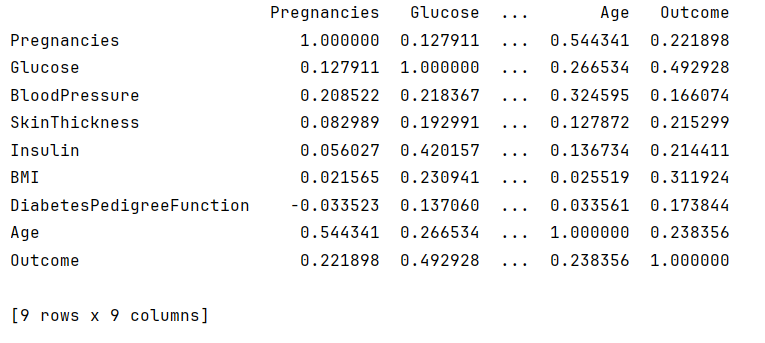 Pregnancies Glucose ... Age Outcome
Pregnancies 1.000000 0.127911 ... 0.544341 0.221898
Glucose 0.127911 1.000000 ... 0.266534 0.492928
BloodPressure 0.208522 0.218367 ... 0.324595 0.166074
SkinThickness 0.082989 0.192991 ... 0.127872 0.215299
Insulin 0.056027 0.420157 ... 0.136734 0.214411
BMI 0.021565 0.230941 ... 0.025519 0.311924
DiabetesPedigreeFunction -0.033523 0.137060 ... 0.033561 0.173844
Age 0.544341 0.266534 ... 1.000000 0.238356
Outcome 0.221898 0.492928 ... 0.238356 1.000000
[9 rows x 9 columns]